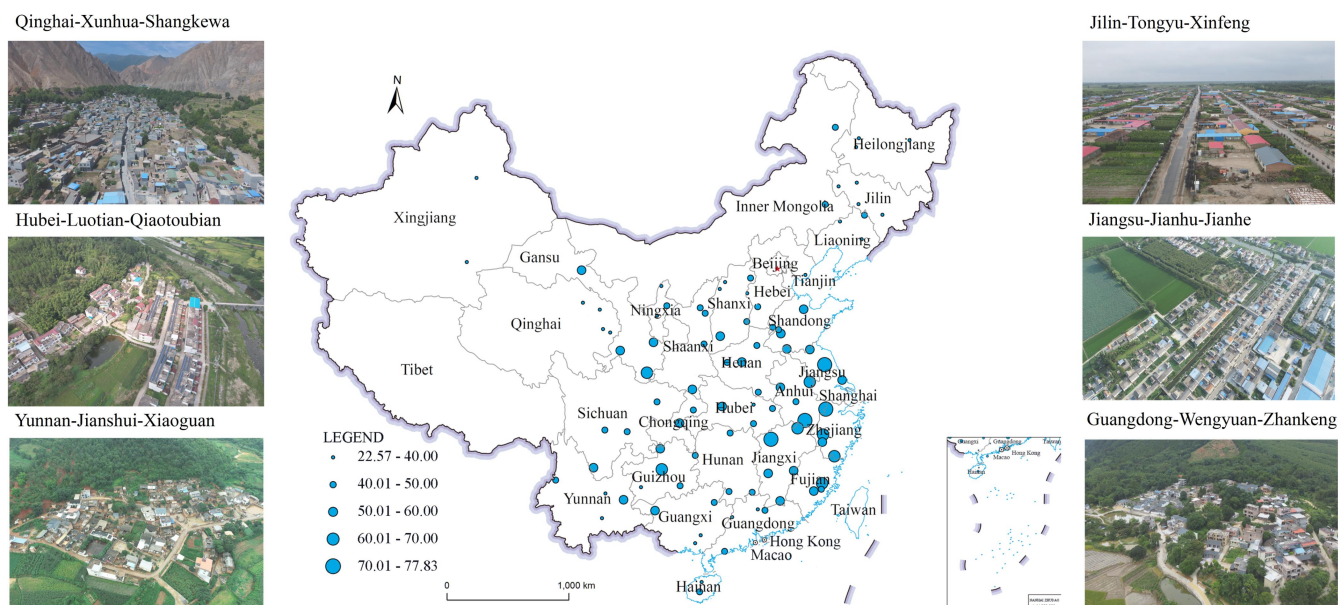 Qinghai-Xunhua-Shangkewa
Hubei-Luotian-Qiaotoubian
Yunnan-Jianshui-Xiaoguan
N
Heilongjiang
Jilin
Inner Mongolia
Liaoning
Xingjiang
Gansu
Beijing
Tianjin
Hebei
Shanxi
Ningxia
Qinghai
Shandong
Shaanxi
Henan
Tibet
Jiangsu
Anhui
Shanghai
Sichuan
Hubei
Chongqing
Zhejiang
Hunan
Jiangxi
Guizhou
Fujian
Yunnan
Taiwan
Guangxi
Guangdong
Hong Kong
Macao
Hainan
LEGEND
22.57 - 40.00
40.01 - 50.00
50.01 - 60.00
60.01 - 70.00
70.01 - 77.83
0
1,000 km
Guangxi
Guangdong
Taiwan
Hong Kong
Macao
Hainan
Jilin-Tongyu-Xinfeng
Jiangsu-Jianhu-Jianhe
Guangdong-Wengyuan-Zhankeng